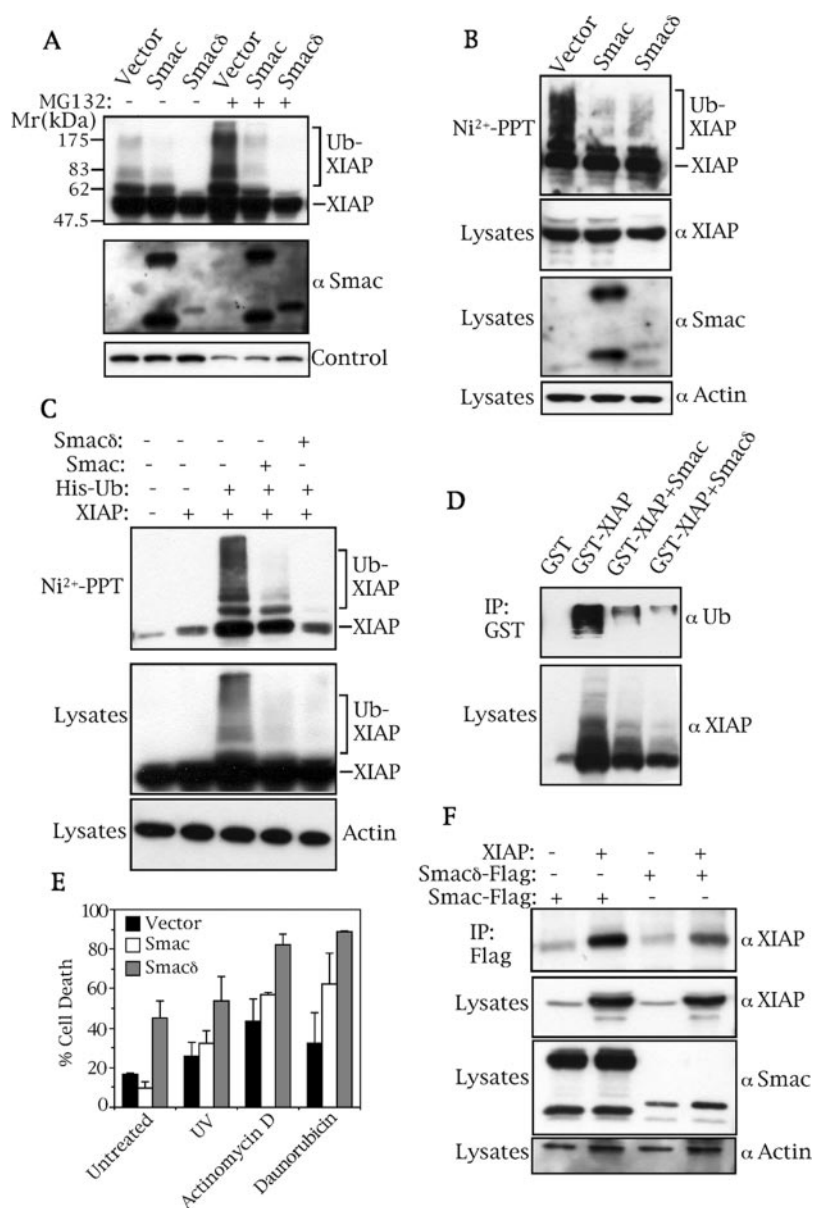 A
Vector
Smac
Smacδ
Vector
Smac
Smacδ
MG132: - - - + + +
Mr(kDa)
175
83
62
47.5
Ub-
XIAP
XIAP
α Smac
Control
B
Vector
Smac
Smacδ
Ni²⁺-PPT
Ub-
XIAP
XIAP
Lysates
α XIAP
Lysates
α Smac
Lysates
α Actin
C
Smacδ: - - - - +
Smac: - - - + -
His-Ub: - - + + +
XIAP: - + + + +
Ni²⁺-PPT
Ub-
XIAP
XIAP
Lysates
Ub-
XIAP
XIAP
Lysates
Actin
D
GST
GST-XIAP
GST-XIAP+Smac
GST-XIAP+Smacδ
IP:
GST
α Ub
Lysates
α XIAP
E
% Cell Death
100
80
60
40
20
0
Vector
Smac
Smacδ
Untreated
UV
Actinomycin D
Daunorubicin
F
XIAP: - + - +
Smacδ-Flag: - - + +
Smac-Flag: + + - -
IP:
Flag
α XIAP
Lysates
α XIAP
Lysates
α Smac
Lysates
α Actin